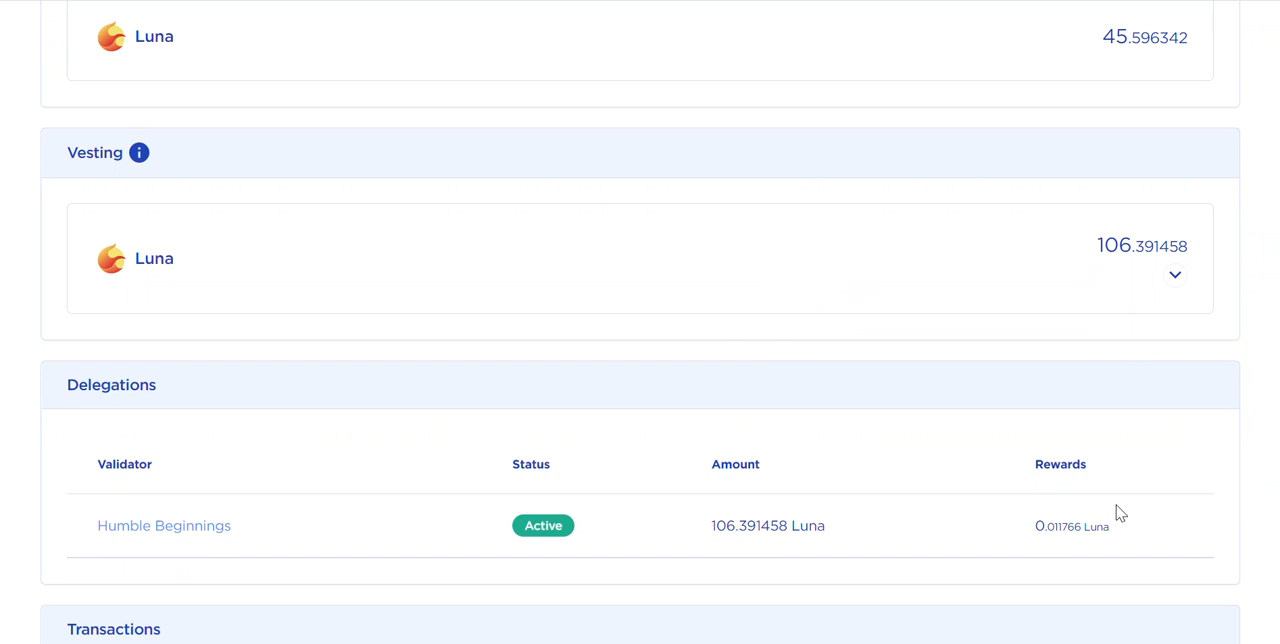 Luna 45.596342
Vesting i
Luna 106.391458
Delegations
Validator Status Amount Rewards
Humble Beginnings Active 106.391458 Luna 0.011766 Luna
Transactions